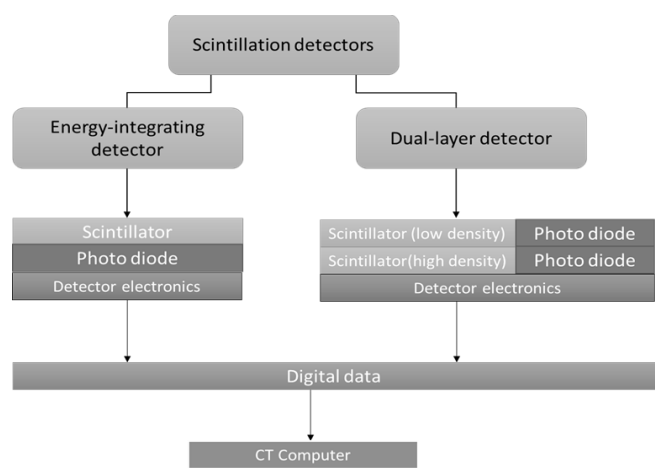 Scintillation detectors
Energy-integrating
detector
Dual-layer detector
Scintillator
Photo diode
Detector electronics
Scintillator (low density) Photo diode
Scintillator(high density) Photo diode
Detector electronics
Digital data
CT Computer